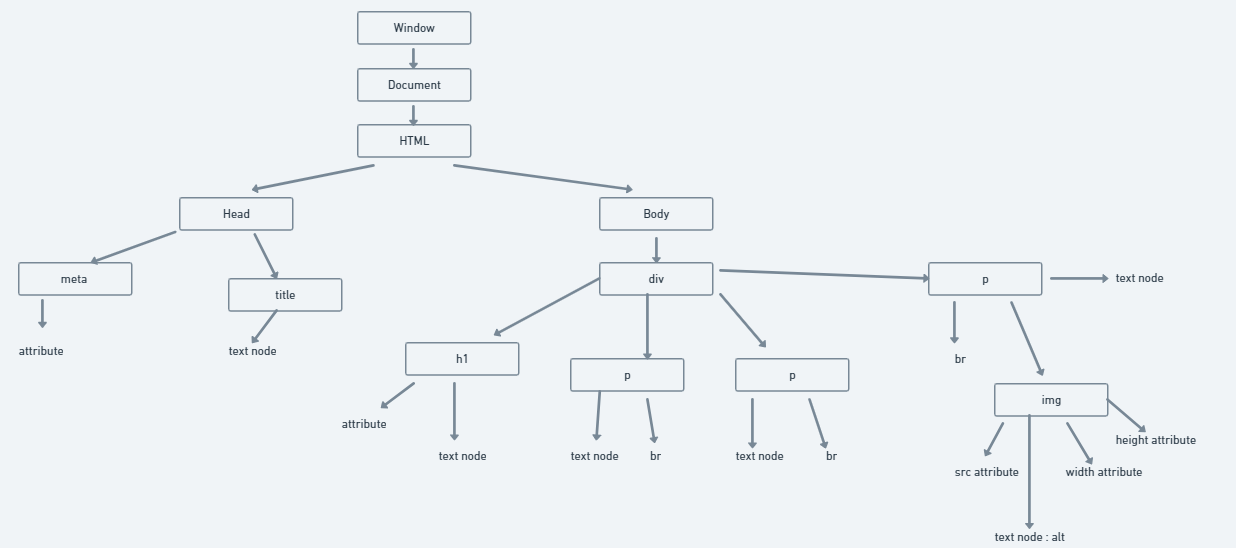 Window
Document
HTML
Head
Body
meta
title
div
p
text node
attribute
text node
h1
p
p
br
img
attribute
text node
text node
br
text node
br
height attribute
src attribute
width attribute
text node : alt